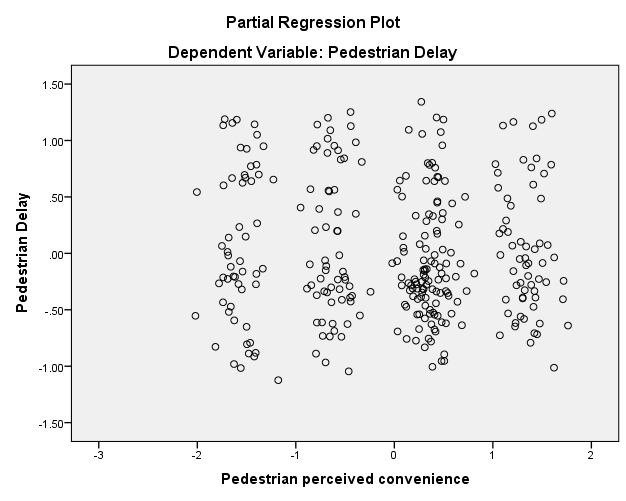 Partial Regression Plot
Dependent Variable: Pedestrian Delay
1.50
1.00
.50
.00
-.50
-1.00
-1.50
Pedestrian Delay
-3 -2 -1 0 1 2
Pedestrian perceived convenience